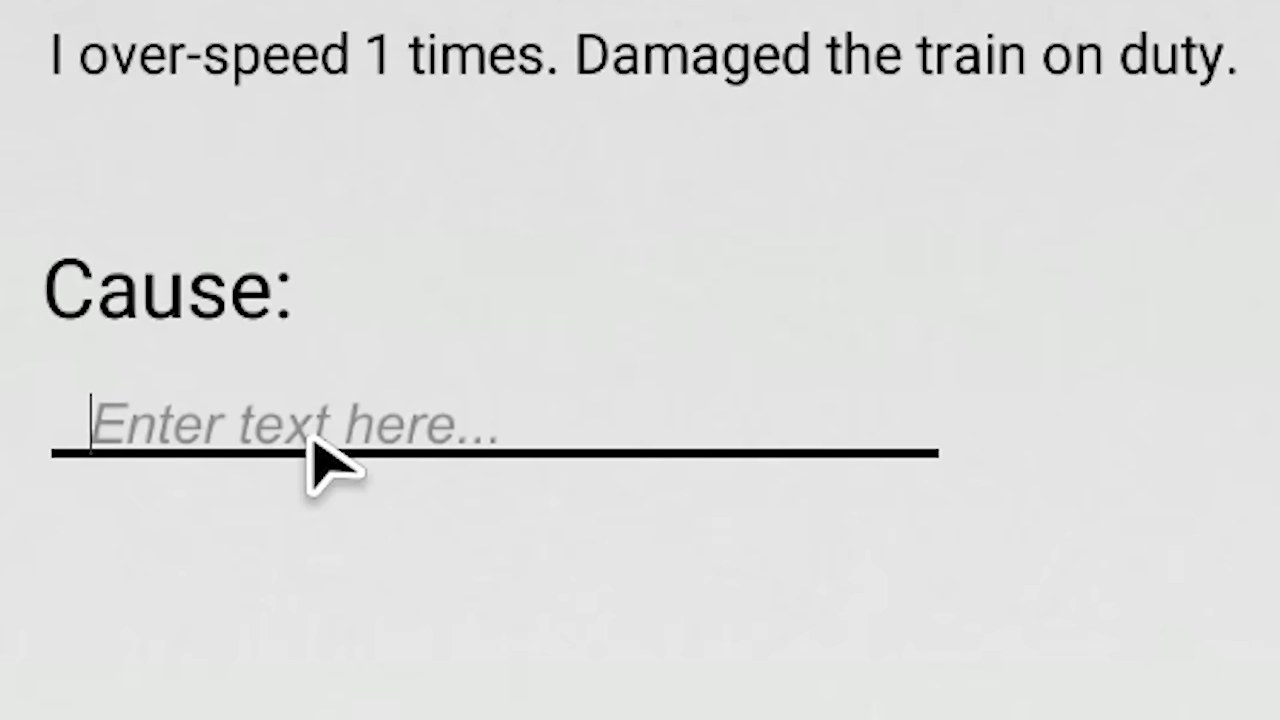 I over-speed 1 times. Damaged the train on duty.
Cause:
Enter text here...